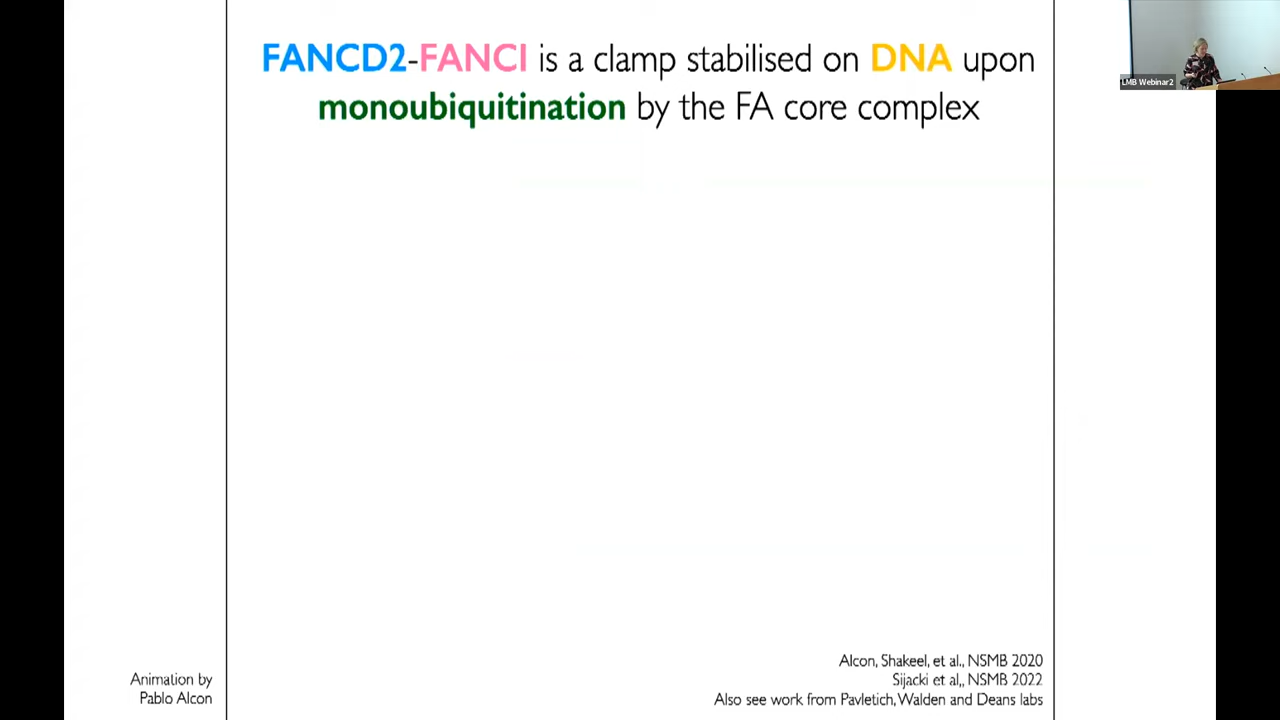 FANCD2-FANCI is a clamp stabilised on DNA upon
monoubiquitination by the FA core complex
LMB Webinar2
Alcon, Shakeel, et al., NSMB 2020
Sijacki et al,, NSMB 2022
Also see work from Pavletich, Walden and Deans labs
Animation by
Pablo Alcon